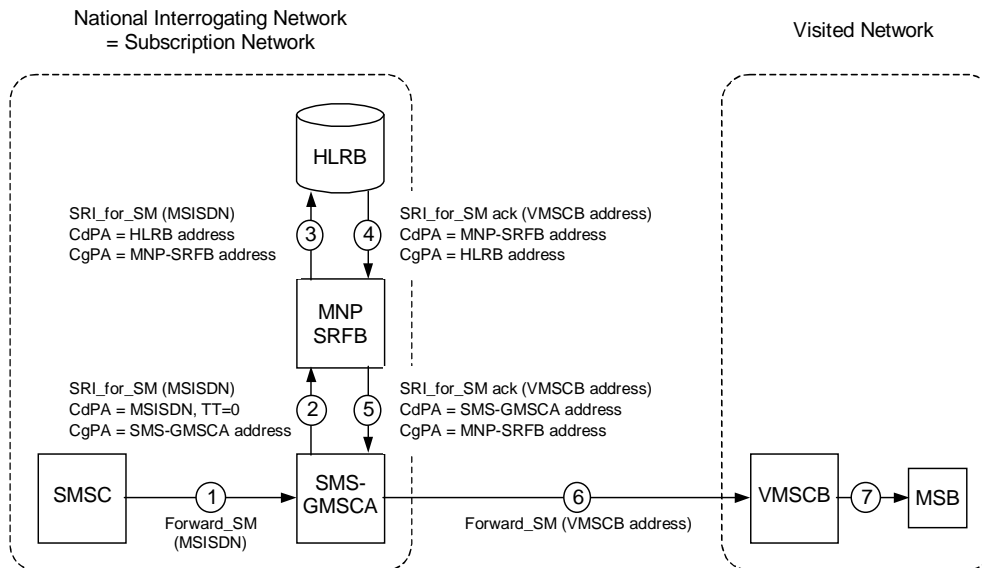 National Interrogating Network
= Subscription Network
Visited Network
HLRB
SRI_for_SM (MSISDN)
CdPA = HLRB address
CgPA = MNP-SRFB address
3
4
SRI_for_SM ack (VMSCB address)
CdPA = MNP-SRFB address
CgPA = HLRB address
MNP
SRFB
SRI_for_SM (MSISDN)
CdPA = MSISDN, TT=0
CgPA = SMS-GMSCA address
2
5
SRI_for_SM ack (VMSCB address)
CdPA = SMS-GMSCA address
CgPA = MNP-SRFB address
SMSC
1
Forward_SM
(MSISDN)
SMS-
GMSCA
6
Forward_SM (VMSCB address)
VMSCB
7
MSB